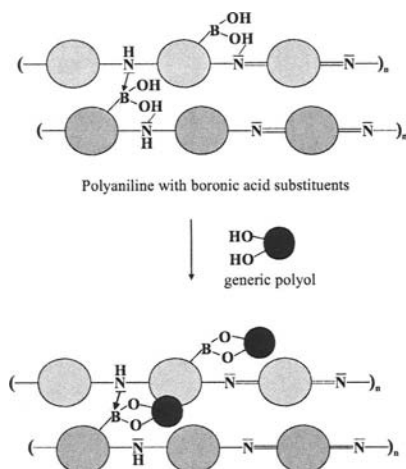 OH
B
OH
H
( N N N )n
B OH
OH
( N N N )n
H
Polyaniline with boronic acid substituents
HO
HO
generic polyol
O
B O
H
( N N N )n
B O
O
( N N N )n
H